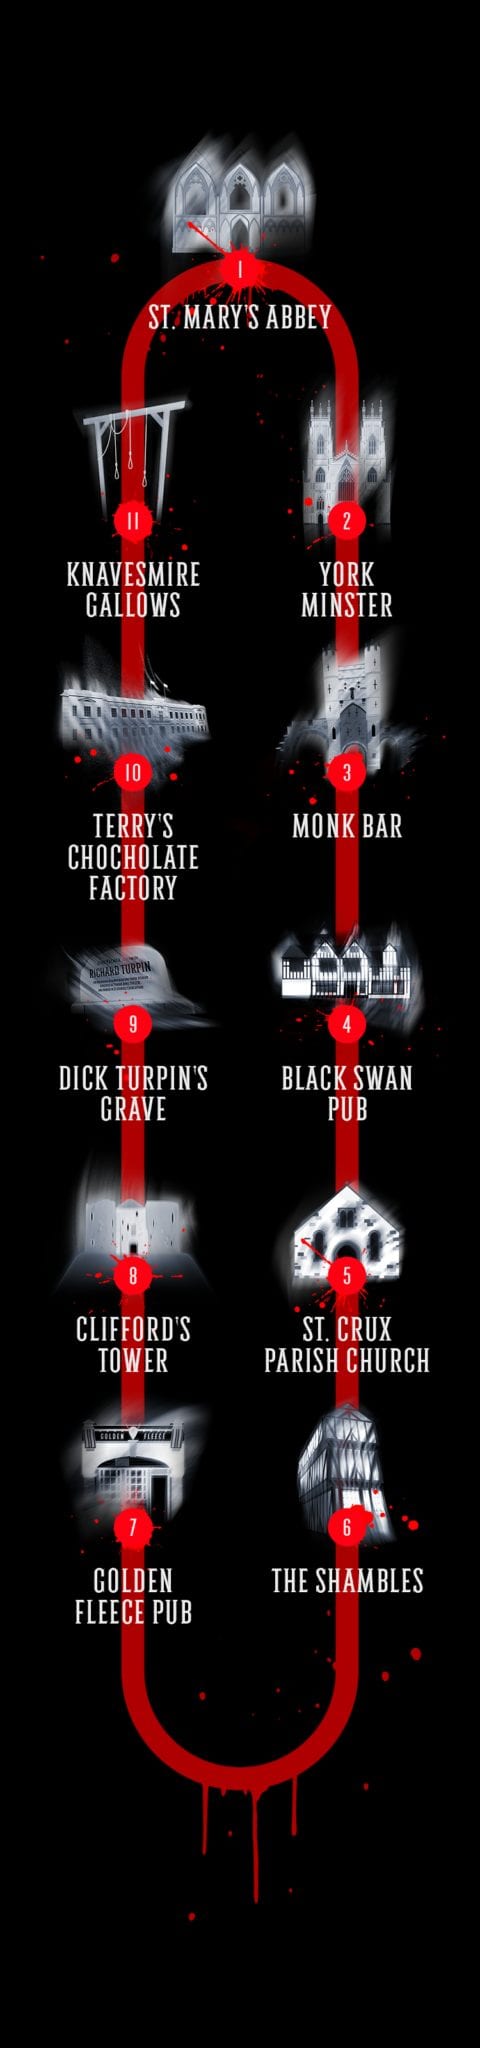 1
ST. MARY'S ABBEY
2
YORK
MINSTER
3
MONK BAR
4
BLACK SWAN
PUB
5
ST. CRUX
PARISH CHURCH
6
THE SHAMBLES
GOLDEN FLEECE
7
GOLDEN
FLEECE PUB
8
CLIFFORD'S
TOWER
RICHARD TURPIN
9
DICK TURPIN'S
GRAVE
10
TERRY'S
CHOCHOLATE
FACTORY
11
KNAVESMIRE
GALLOWS